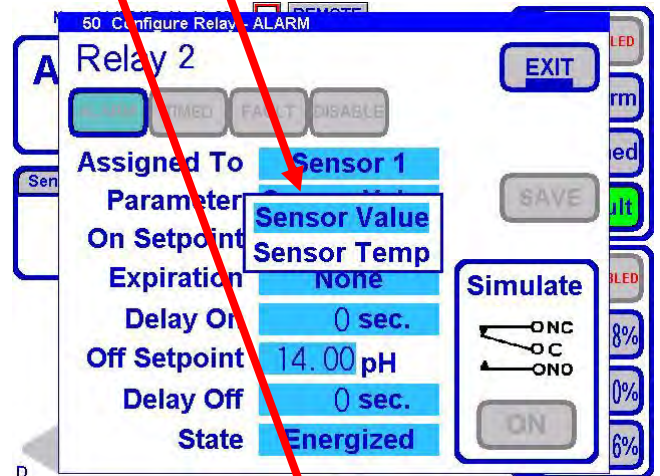 REMOTE
50 Configure Relay - ALARM
Relay 2
EXIT
ALARM TIMED FAULT DISABLE
Assigned To Sensor 1
Parameter
SAVE
Sensor Value
Sensor Temp
On Setpoint
Expiration None
Delay On 0 sec.
Off Setpoint 14.00 pH
Delay Off 0 sec.
State Energized
Simulate
NC
C
NO
ON
A
Sen
LED
rm
ed
ult
BLED
8%
0%
6%
D